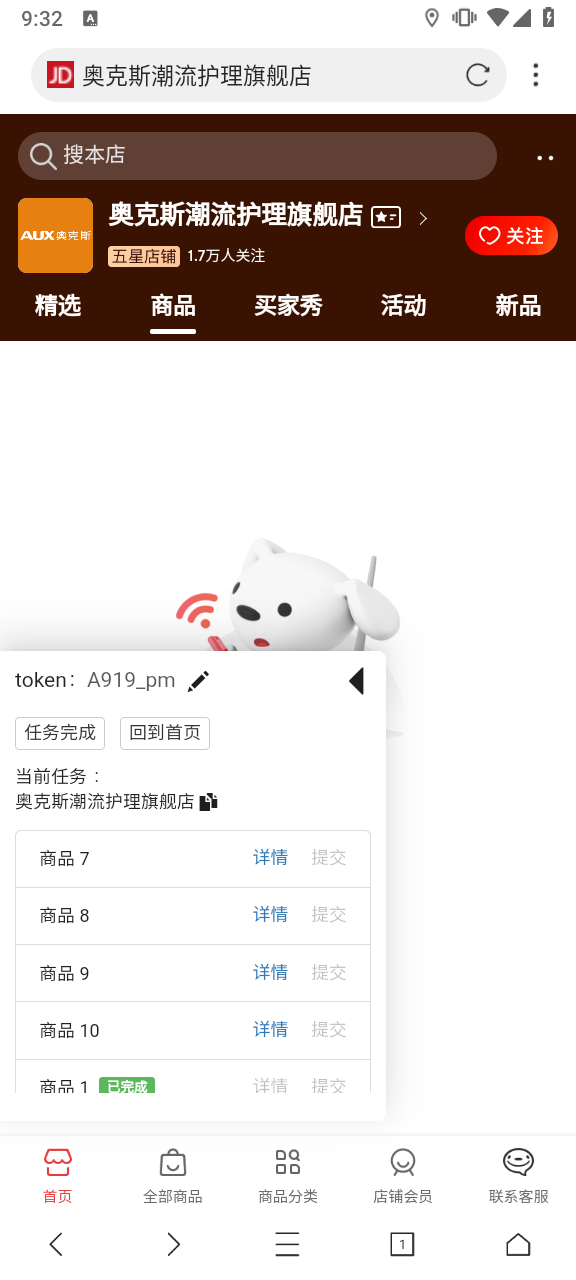 9:32 A
JD 奥克斯潮流护理旗舰店
搜本店
AUX奥克斯
奥克斯潮流护理旗舰店
五星店铺 1.7万人关注
关注
精选 商品 买家秀 活动 新品
token： A919_pm
任务完成 回到首页
当前任务：
奥克斯潮流护理旗舰店
商品 7 详情 提交
商品 8 详情 提交
商品 9 详情 提交
商品 10 详情 提交
商品 1 已完成 详情 提交
首页 全部商品 商品分类 店铺会员 联系客服
1